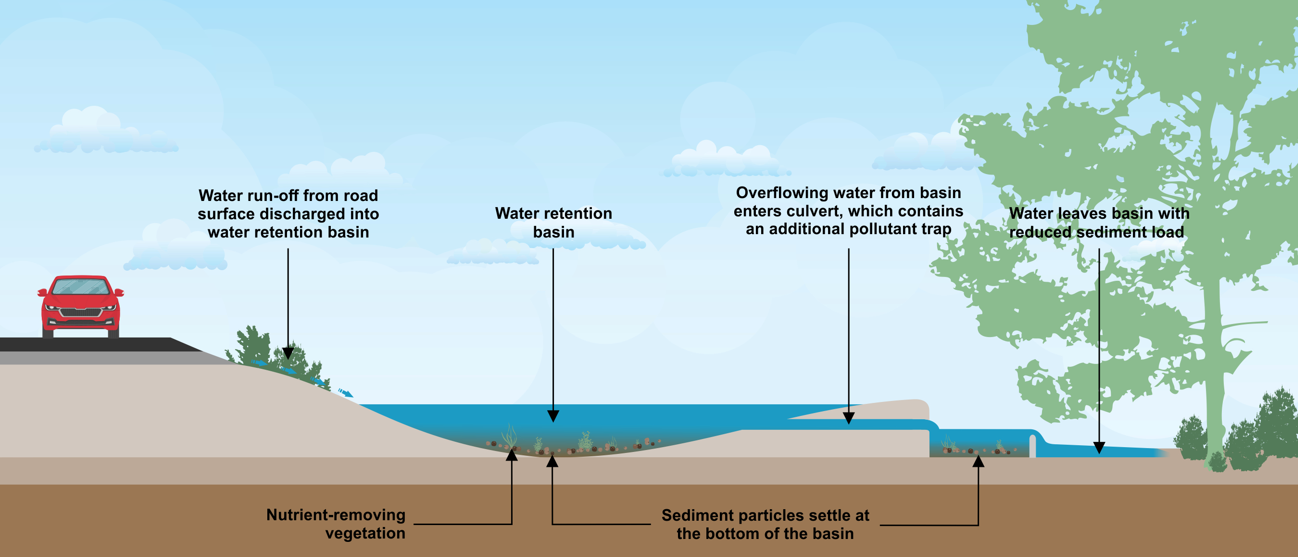 Water run-off from road
surface discharged into
water retention basin
Water retention
basin
Overflowing water from basin
enters culvert, which contains
an additional pollutant trap
Water leaves basin with
reduced sediment load
Nutrient-removing
vegetation
Sediment particles settle at
the bottom of the basin